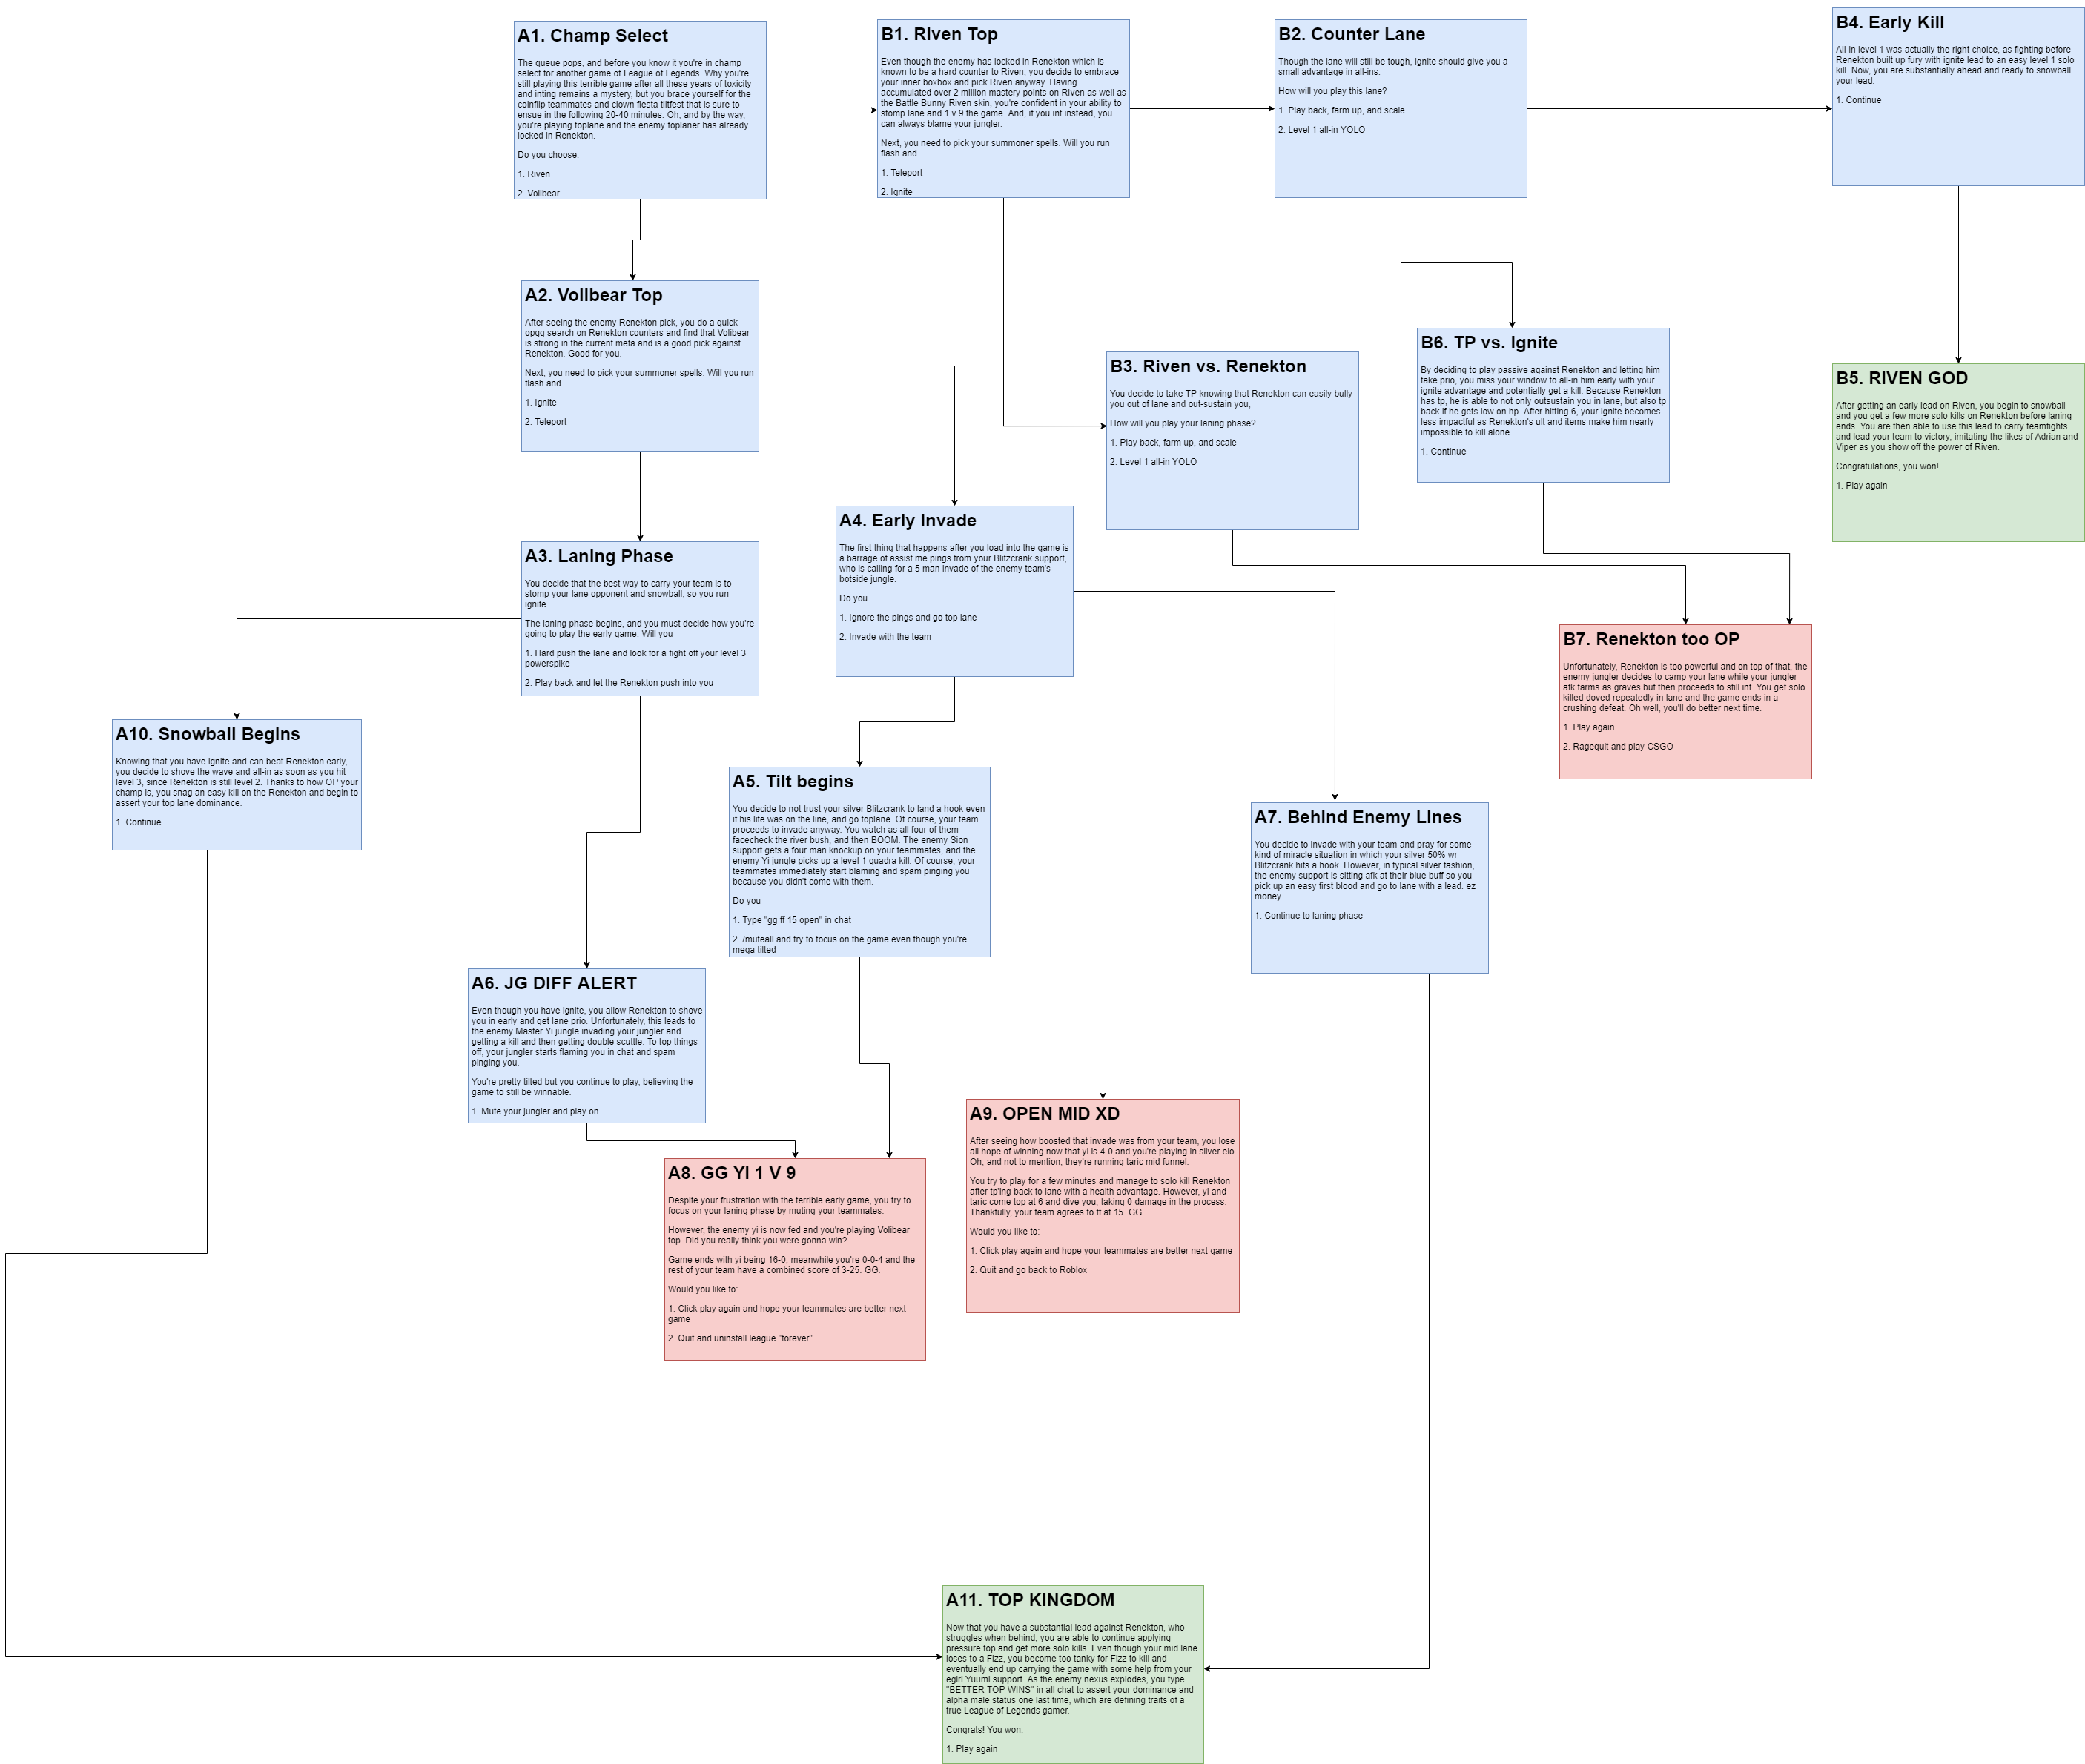 A1. Champ Select
The queue pops, and before you know it you're in champ
select for another game of League of Legends. Why you're
still playing this terrible game after all these years of toxicity
and inting remains a mystery, but you brace yourself for the
coinflip teammates and clown fiesta tiltfest that is sure to
ensue in the following 20-40 minutes. Oh, and by the way,
you're playing toplane and the enemy toplaner has already
locked in Renekton.
Do you choose:
1. Riven
2. Volibear
B1. Riven Top
Even though the enemy has locked in Renekton which is
known to be a hard counter to Riven, you decide to embrace
your inner boxbox and pick Riven anyway. Having
accumulated over 2 million mastery points on RIven as well as
the Battle Bunny Riven skin, you're confident in your ability to
stomp lane and 1 v 9 the game. And, if you int instead, you
can always blame your jungler.
Next, you need to pick your summoner spells. Will you run
flash and
1. Teleport
2. Ignite
B2. Counter Lane
Though the lane will still be tough, ignite should give you a
small advantage in all-ins.
How will you play this lane?
1. Play back, farm up, and scale
2. Level 1 all-in YOLO
B4. Early Kill
All-in level 1 was actually the right choice, as fighting before
Renekton built up fury with ignite lead to an easy level 1 solo
kill. Now, you are substantially ahead and ready to snowball
your lead.
1. Continue
A2. Volibear Top
After seeing the enemy Renekton pick, you do a quick
opgg search on Renekton counters and find that Volibear
is strong in the current meta and is a good pick against
Renekton. Good for you.
Next, you need to pick your summoner spells. Will you run
flash and
1. Ignite
2. Teleport
B3. Riven vs. Renekton
You decide to take TP knowing that Renekton can easily bully
you out of lane and out-sustain you,
How will you play your laning phase?
1. Play back, farm up, and scale
2. Level 1 all-in YOLO
B6. TP vs. Ignite
By deciding to play passive against Renekton and letting him
take prio, you miss your window to all-in him early with your
ignite advantage and potentially get a kill. Because Renekton
has tp, he is able to not only outsustain you in lane, but also tp
back if he gets low on hp. After hitting 6, your ignite becomes
less impactful as Renekton's ult and items make him nearly
impossible to kill alone.
1. Continue
B5. RIVEN GOD
After getting an early lead on Riven, you begin to snowball
and you get a few more solo kills on Renekton before laning
ends. You are then able to use this lead to carry teamfights
and lead your team to victory, imitating the likes of Adrian and
Viper as you show off the power of Riven.
Congratulations, you won!
1. Play again
A3. Laning Phase
You decide that the best way to carry your team is to
stomp your lane opponent and snowball, so you run
ignite.
The laning phase begins, and you must decide how you're
going to play the early game. Will you
1. Hard push the lane and look for a fight off your level 3
powerspike
2. Play back and let the Renekton push into you
A4. Early Invade
The first thing that happens after you load into the game is
a barrage of assist me pings from your Blitzcrank support,
who is calling for a 5 man invade of the enemy team's
botside jungle.
Do you
1. Ignore the pings and go top lane
2. Invade with the team
B7. Renekton too OP
Unfortunately, Renekton is too powerful and on top of that, the
enemy jungler decides to camp your lane while your jungler
afk farms as graves but then proceeds to still int. You get solo
killed doved repeatedly in lane and the game ends in a
crushing defeat. Oh well, you'll do better next time.
1. Play again
2. Ragequit and play CSGO
A10. Snowball Begins
Knowing that you have ignite and can beat Renekton early,
you decide to shove the wave and all-in as soon as you hit
level 3, since Renekton is still level 2. Thanks to how OP your
champ is, you snag an easy kill on the Renekton and begin to
assert your top lane dominance.
1. Continue
A5. Tilt begins
You decide to not trust your silver Blitzcrank to land a hook even
if his life was on the line, and go toplane. Of course, your team
proceeds to invade anyway. You watch as all four of them
facecheck the river bush, and then BOOM. The enemy Sion
support gets a four man knockup on your teammates, and the
enemy Yi jungle picks up a level 1 quadra kill. Of course, your
teammates immediately start blaming and spam pinging you
because you didn't come with them.
Do you
1. Type "gg ff 15 open" in chat
2. /muteall and try to focus on the game even though you're
mega tilted
A7. Behind Enemy Lines
You decide to invade with your team and pray for some
kind of miracle situation in which your silver 50% wr
Blitzcrank hits a hook. However, in typical silver fashion,
the enemy support is sitting afk at their blue buff so you
pick up an easy first blood and go to lane with a lead. ez
money.
1. Continue to laning phase
A6. JG DIFF ALERT
Even though you have ignite, you allow Renekton to shove
you in early and get lane prio. Unfortunately, this leads to
the enemy Master Yi jungle invading your jungler and
getting a kill and then getting double scuttle. To top things
off, your jungler starts flaming you in chat and spam
pinging you.
You're pretty tilted but you continue to play, believing the
game to still be winnable.
1. Mute your jungler and play on
A9. OPEN MID XD
After seeing how boosted that invade was from your team, you lose
all hope of winning now that yi is 4-0 and you're playing in silver elo.
Oh, and not to mention, they're running taric mid funnel.
You try to play for a few minutes and manage to solo kill Renekton
after tp'ing back to lane with a health advantage. However, yi and
taric come top at 6 and dive you, taking 0 damage in the process.
Thankfully, your team agrees to ff at 15. GG.
Would you like to:
1. Click play again and hope your teammates are better next game
2. Quit and go back to Roblox
A8. GG Yi 1 V 9
Despite your frustration with the terrible early game, you try to
focus on your laning phase by muting your teammates.
However, the enemy yi is now fed and you're playing Volibear
top. Did you really think you were gonna win?
Game ends with yi being 16-0, meanwhile you're 0-0-4 and the
rest of your team have a combined score of 3-25. GG.
Would you like to:
1. Click play again and hope your teammates are better next
game
2. Quit and uninstall league "forever"
A11. TOP KINGDOM
Now that you have a substantial lead against Renekton, who
struggles when behind, you are able to continue applying
pressure top and get more solo kills. Even though your mid lane
loses to a Fizz, you become too tanky for Fizz to kill and
eventually end up carrying the game with some help from your
egirl Yuumi support. As the enemy nexus explodes, you type
"BETTER TOP WINS" in all chat to assert your dominance and
alpha male status one last time, which are defining traits of a
true League of Legends gamer.
Congrats! You won.
1. Play again